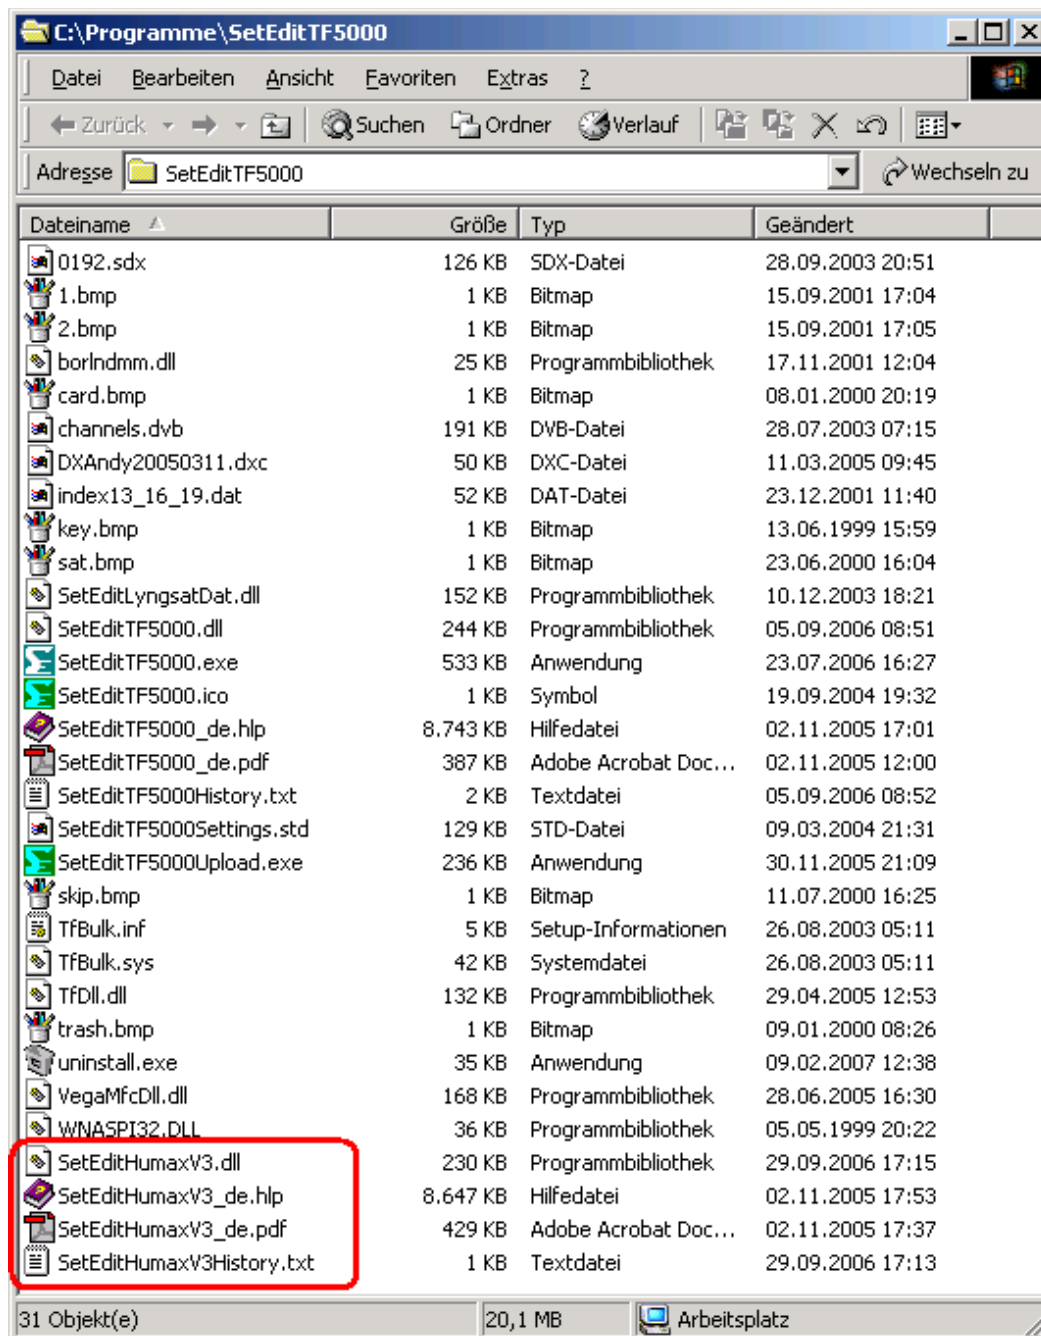 C:\Programme\SetEditTF5000
Datei Bearbeiten Ansicht Favoriten Extras ?
Zurück Suchen Ordner Verlauf
Adresse SetEditTF5000 Wechseln zu
Dateiname Größe Typ Geändert
0192.sdx 126 KB SDX-Datei 28.09.2003 20:51
1.bmp 1 KB Bitmap 15.09.2001 17:04
2.bmp 1 KB Bitmap 15.09.2001 17:05
borlndmm.dll 25 KB Programmbibliothek 17.11.2001 12:04
card.bmp 1 KB Bitmap 08.01.2000 20:19
channels.dvb 191 KB DVB-Datei 28.07.2003 07:15
DXAndy20050311.dxc 50 KB DXC-Datei 11.03.2005 09:45
index13_16_19.dat 52 KB DAT-Datei 23.12.2001 11:40
key.bmp 1 KB Bitmap 13.06.1999 15:59
sat.bmp 1 KB Bitmap 23.06.2000 16:04
SetEditLyngsatDat.dll 152 KB Programmbibliothek 10.12.2003 18:21
SetEditTF5000.dll 244 KB Programmbibliothek 05.09.2006 08:51
SetEditTF5000.exe 533 KB Anwendung 23.07.2006 16:27
SetEditTF5000.ico 1 KB Symbol 19.09.2004 19:32
SetEditTF5000_de.hlp 8.743 KB Hilfedatei 02.11.2005 17:01
SetEditTF5000_de.pdf 387 KB Adobe Acrobat Doc... 02.11.2005 12:00
SetEditTF5000History.txt 2 KB Textdatei 05.09.2006 08:52
SetEditTF5000Settings.std 129 KB STD-Datei 09.03.2004 21:31
SetEditTF5000Upload.exe 236 KB Anwendung 30.11.2005 21:09
skip.bmp 1 KB Bitmap 11.07.2000 16:25
TfBulk.inf 5 KB Setup-Informationen 26.08.2003 05:11
TfBulk.sys 42 KB Systemdatei 26.08.2003 05:11
TfDll.dll 132 KB Programmbibliothek 29.04.2005 12:53
trash.bmp 1 KB Bitmap 09.01.2000 08:26
uninstall.exe 35 KB Anwendung 09.02.2007 12:38
VegaMfcDll.dll 168 KB Programmbibliothek 28.06.2005 16:30
WNASPI32.DLL 36 KB Programmbibliothek 05.05.1999 20:22
SetEditHumaxV3.dll 230 KB Programmbibliothek 29.09.2006 17:15
SetEditHumaxV3_de.hlp 8.647 KB Hilfedatei 02.11.2005 17:53
SetEditHumaxV3_de.pdf 429 KB Adobe Acrobat Doc... 02.11.2005 17:37
SetEditHumaxV3History.txt 1 KB Textdatei 29.09.2006 17:13
31 Objekt(e) 20,1 MB Arbeitsplatz